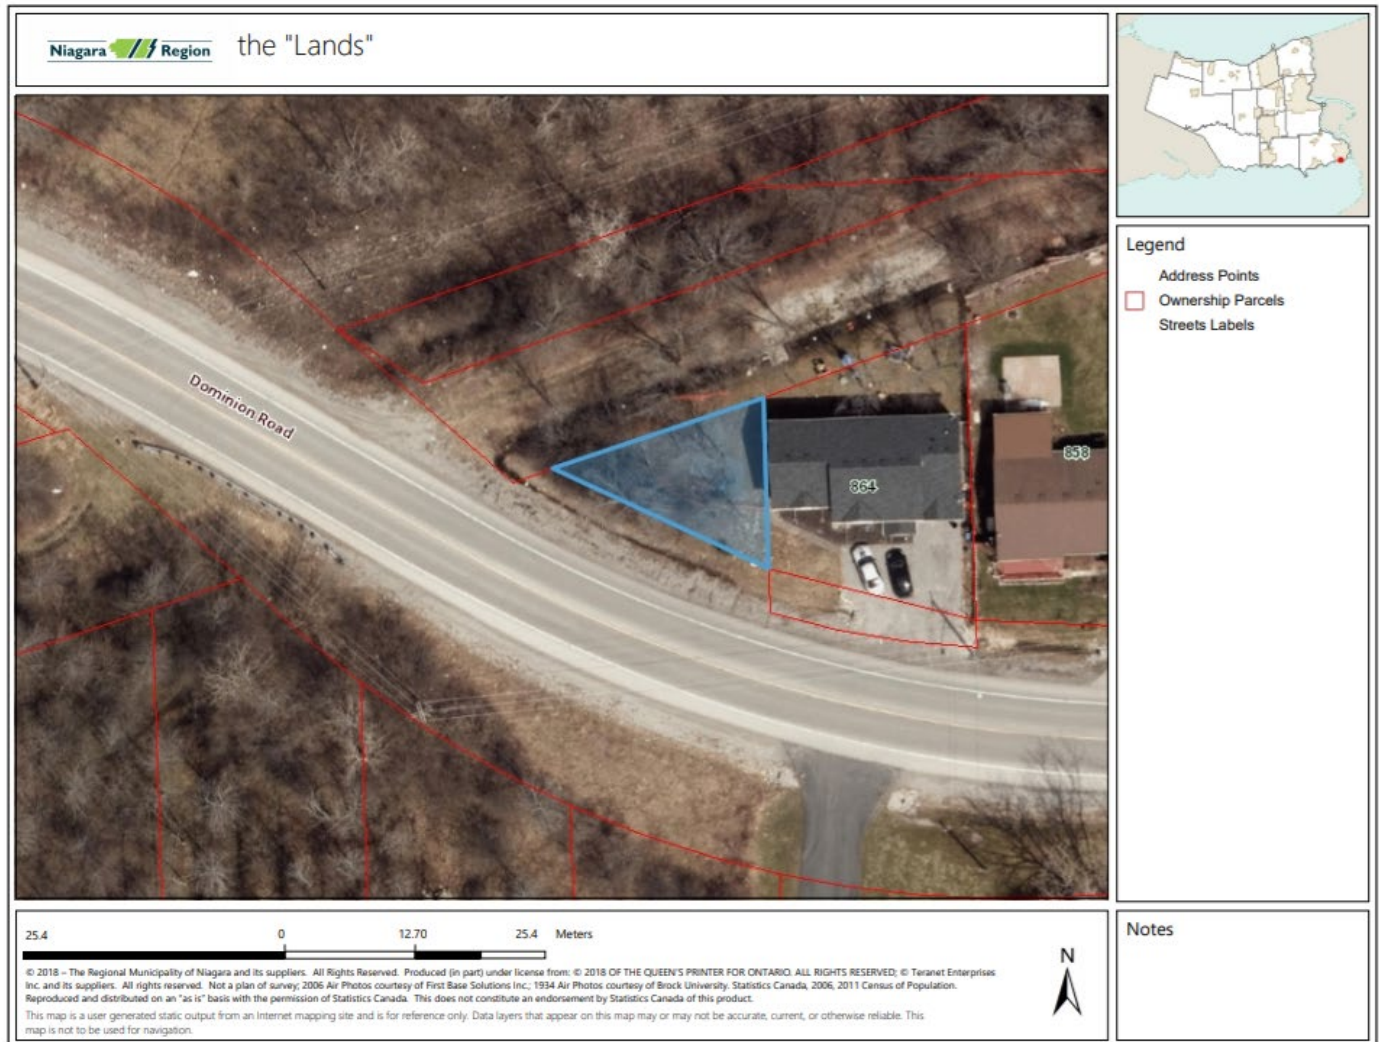 Niagara Region
the "Lands"
Dominion Road
864
858
Legend
Address Points
Ownership Parcels
Streets Labels
25.4 0 12.70 25.4 Meters
© 2018 – The Regional Municipality of Niagara and its suppliers. All Rights Reserved. Produced (in part) under license from: © 2018 OF THE QUEEN'S PRINTER FOR ONTARIO. ALL RIGHTS RESERVED; © Teranet Enterprises
Inc. and its suppliers. All rights reserved. Not a plan of survey; 2006 Air Photos courtesy of First Base Solutions Inc.; 1934 Air Photos courtesy of Brock University. Statistics Canada, 2006, 2011 Census of Population.
Reproduced and distributed on an "as is" basis with the permission of Statistics Canada. This does not constitute an endorsement by Statistics Canada of this product.
This map is a user generated static output from an Internet mapping site and is for reference only. Data layers that appear on this map may or may not be accurate, current, or otherwise reliable. This
map is not to be used for navigation.
N
Notes